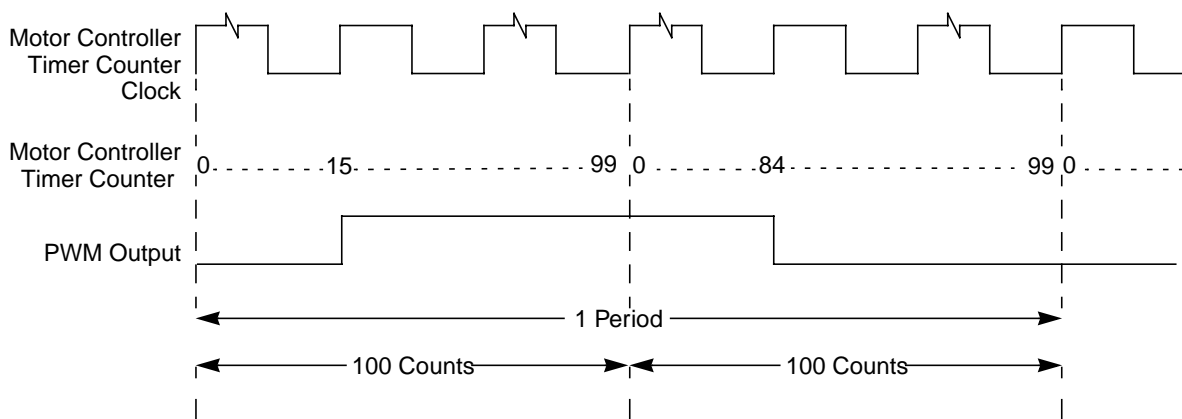 Motor Controller
Timer Counter
Clock
Motor Controller
Timer Counter
0 15 99 0 84 99 0
PWM Output
1 Period
100 Counts 100 Counts